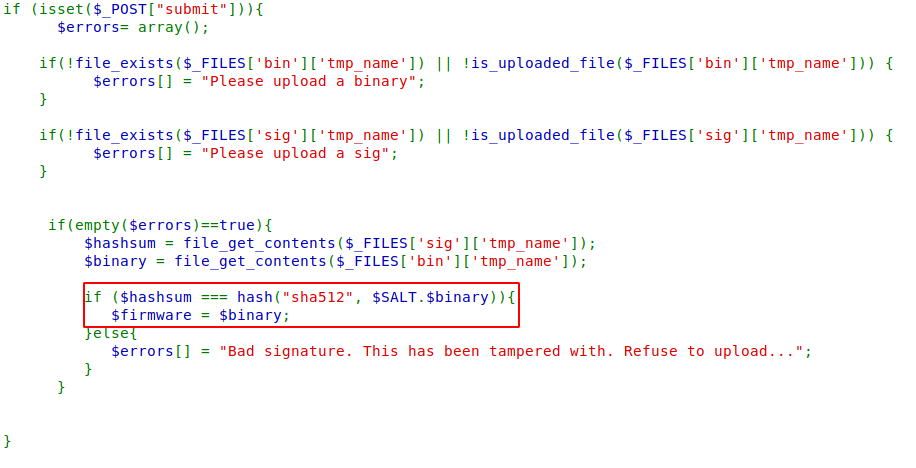 if (isset($_POST["submit"])){
$errors= array();
if(!file_exists($_FILES['bin']['tmp_name']) || !is_uploaded_file($_FILES['bin']['tmp_name'])) {
$errors[] = "Please upload a binary";
}
if(!file_exists($_FILES['sig']['tmp_name']) || !is_uploaded_file($_FILES['sig']['tmp_name'])) {
$errors[] = "Please upload a sig";
}
if(empty($errors)==true){
$hashsum = file_get_contents($_FILES['sig']['tmp_name']);
$binary = file_get_contents($_FILES['bin']['tmp_name']);
if ($hashsum === hash("sha512", $SALT.$binary)){
$firmware = $binary;
}else{
$errors[] = "Bad signature. This has been tampered with. Refuse to upload...";
}
}
}